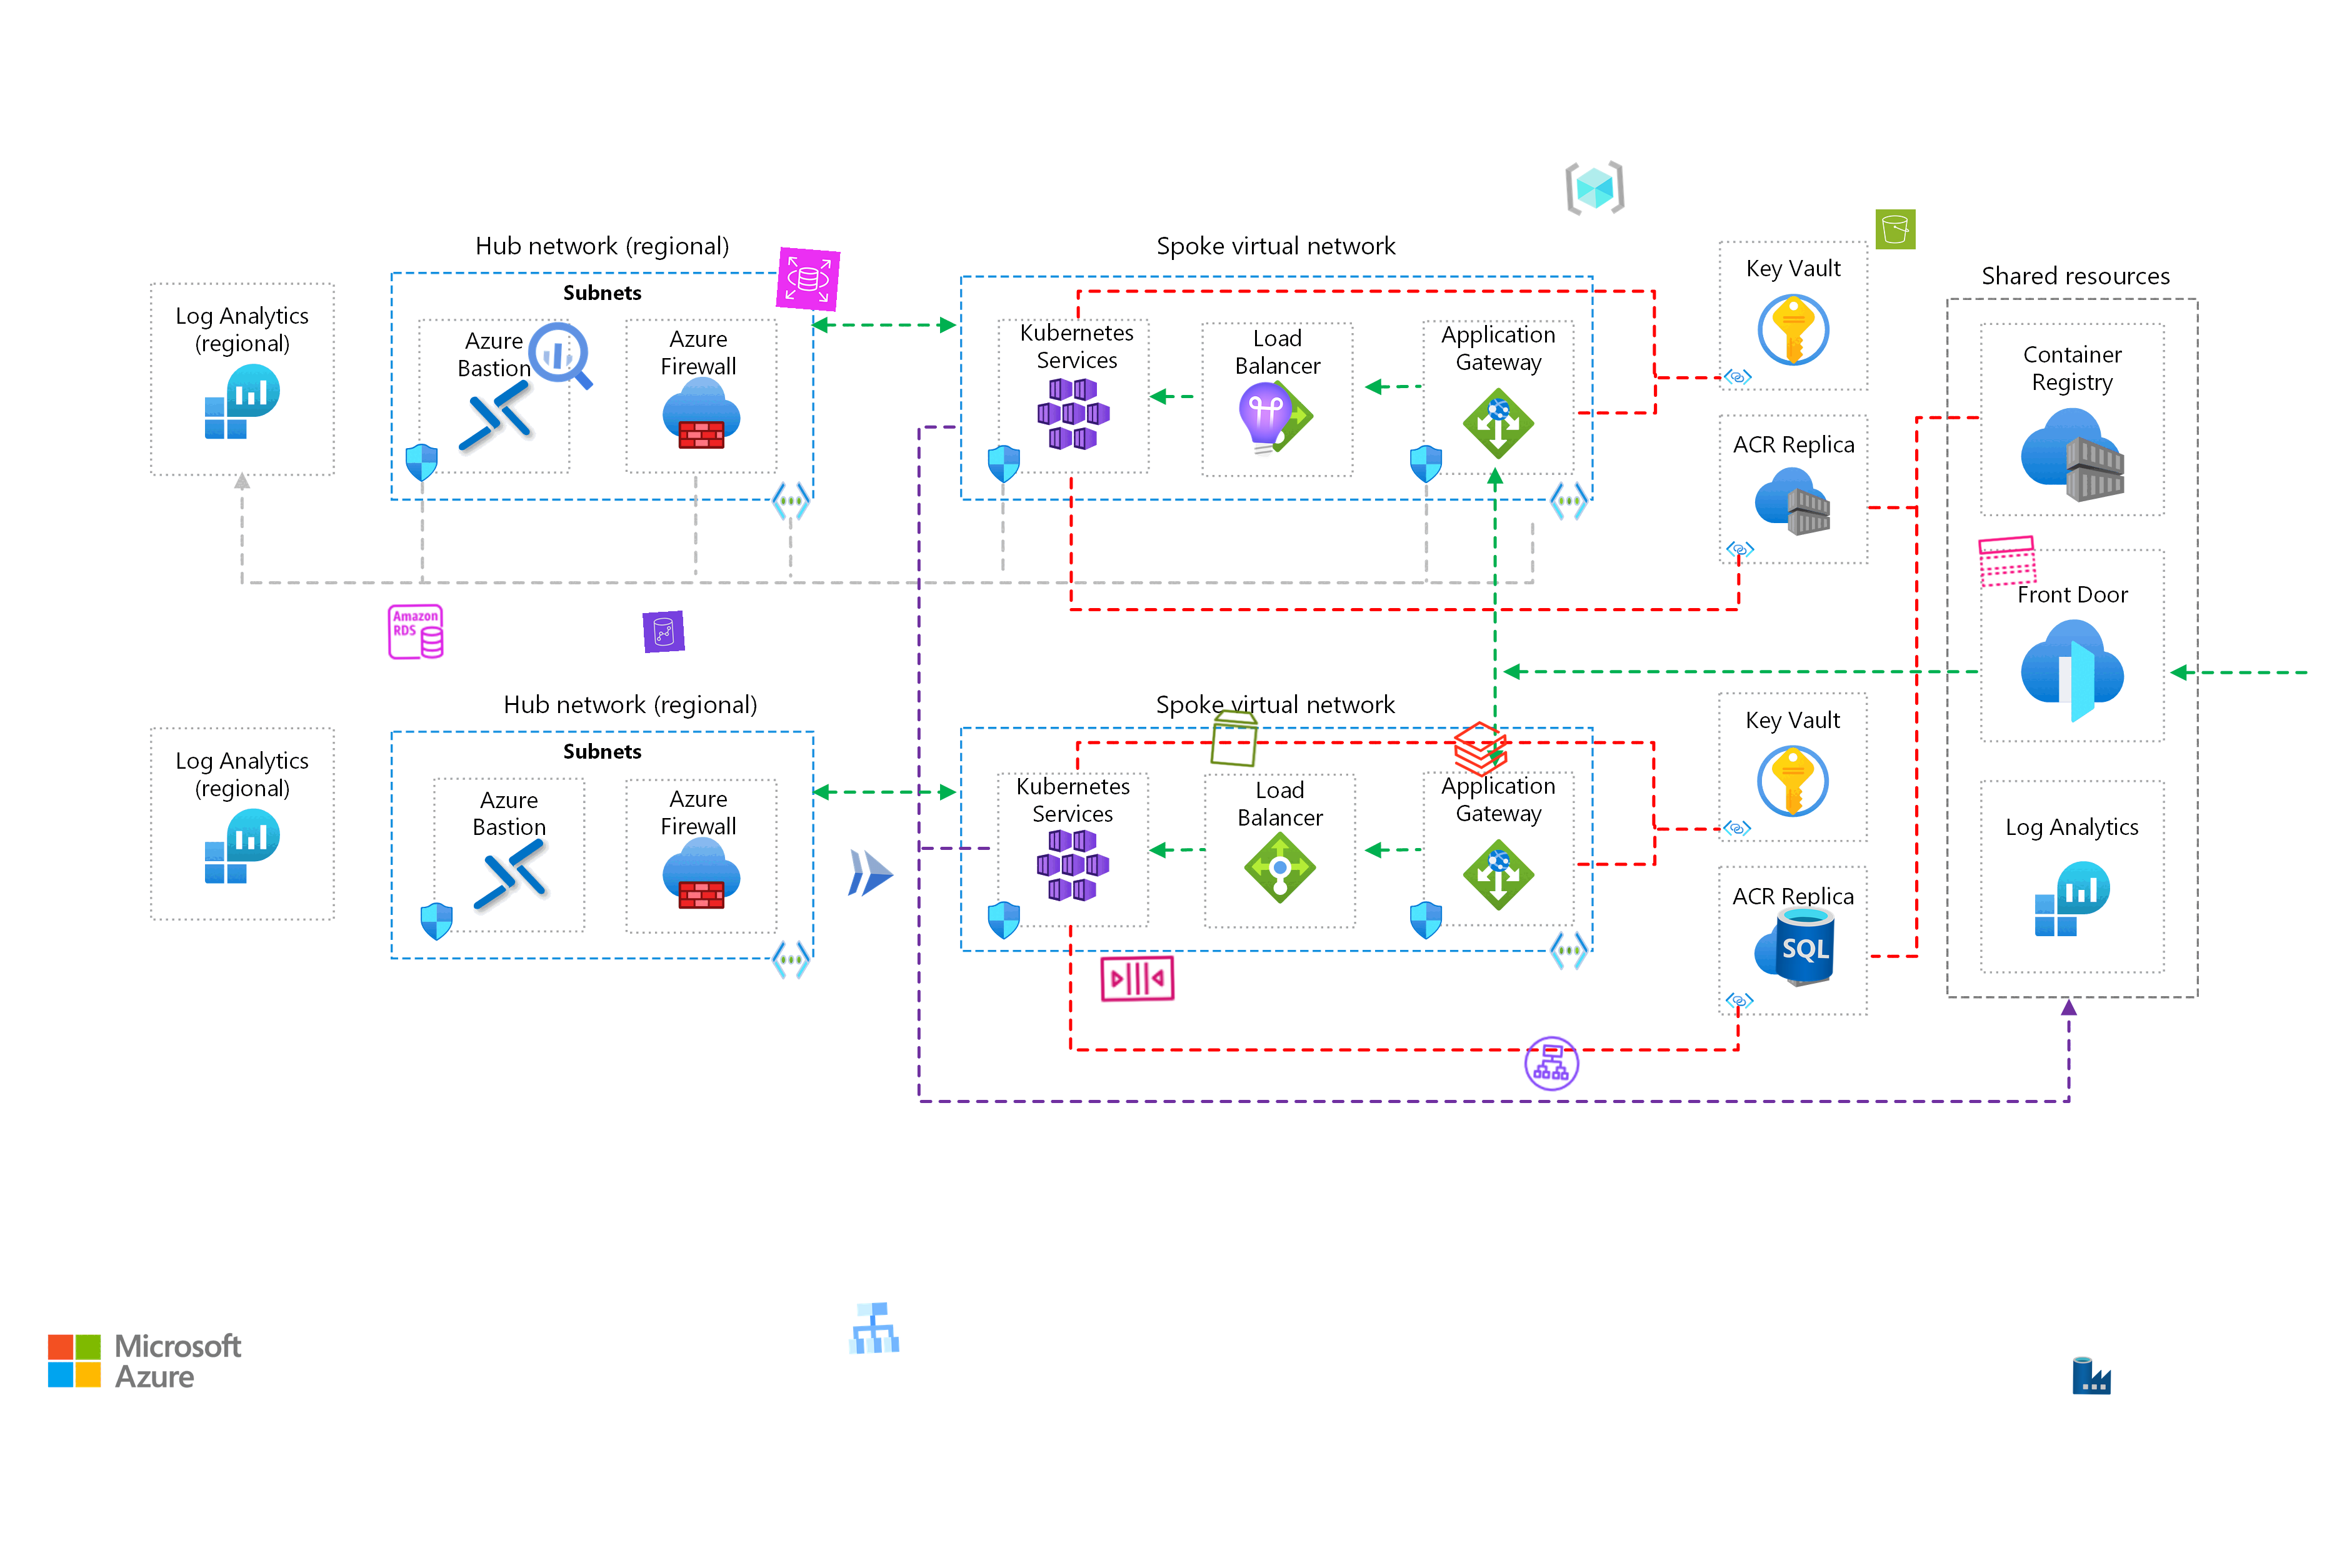 Hub network (regional)
Spoke virtual network
Shared resources
Log Analytics
(regional)
Subnets
Azure
Bastion
Azure
Firewall
Kubernetes
Services
Load
Balancer
Application
Gateway
Key Vault
ACR Replica
Container
Registry
Amazon
RDS
Front Door
Hub network (regional)
Spoke virtual network
Log Analytics
(regional)
Subnets
Azure
Bastion
Azure
Firewall
Kubernetes
Services
Load
Balancer
Application
Gateway
Key Vault
ACR Replica
SQL
Log Analytics
Microsoft
Azure